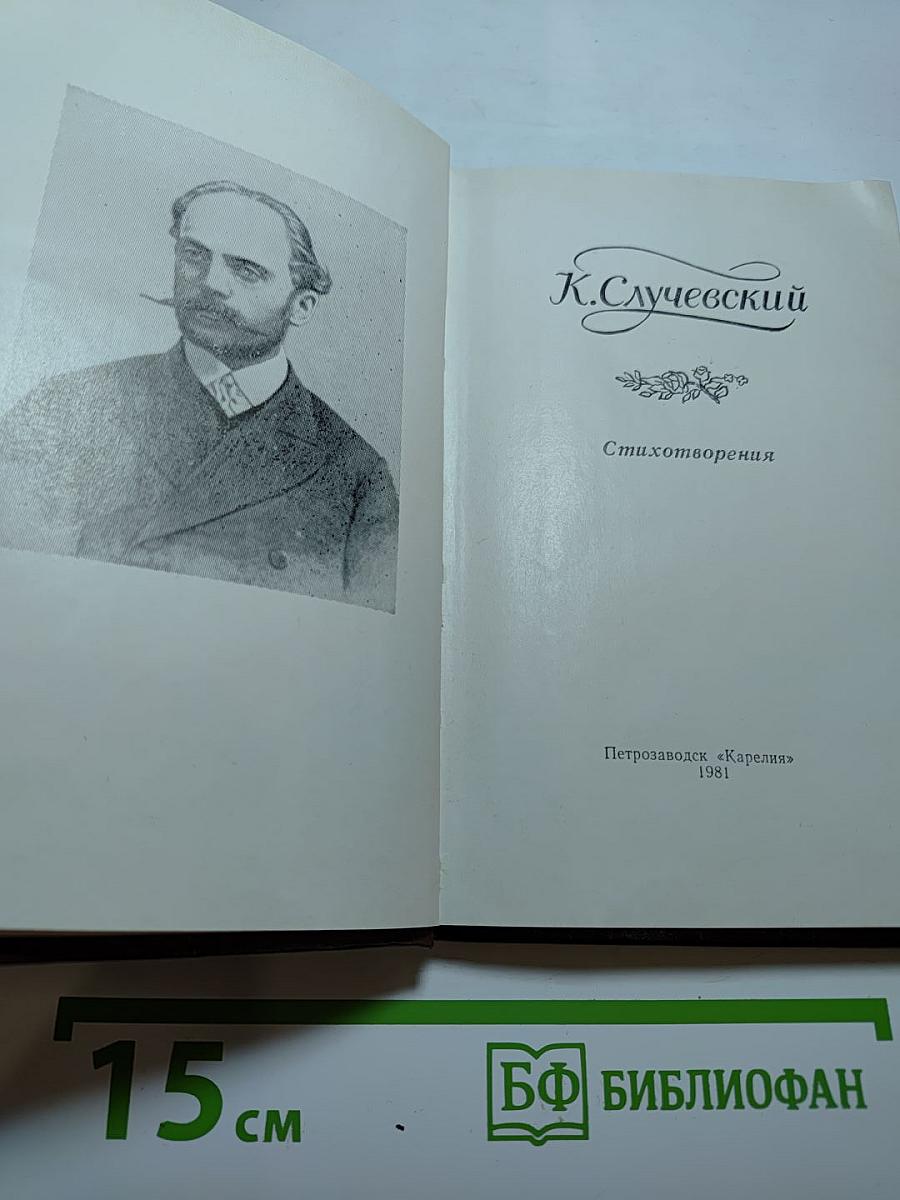 К. Случевский
Стихотворения
Петрозаводск «Карелия»
1981
15 см
БФ БИБЛИОФАН